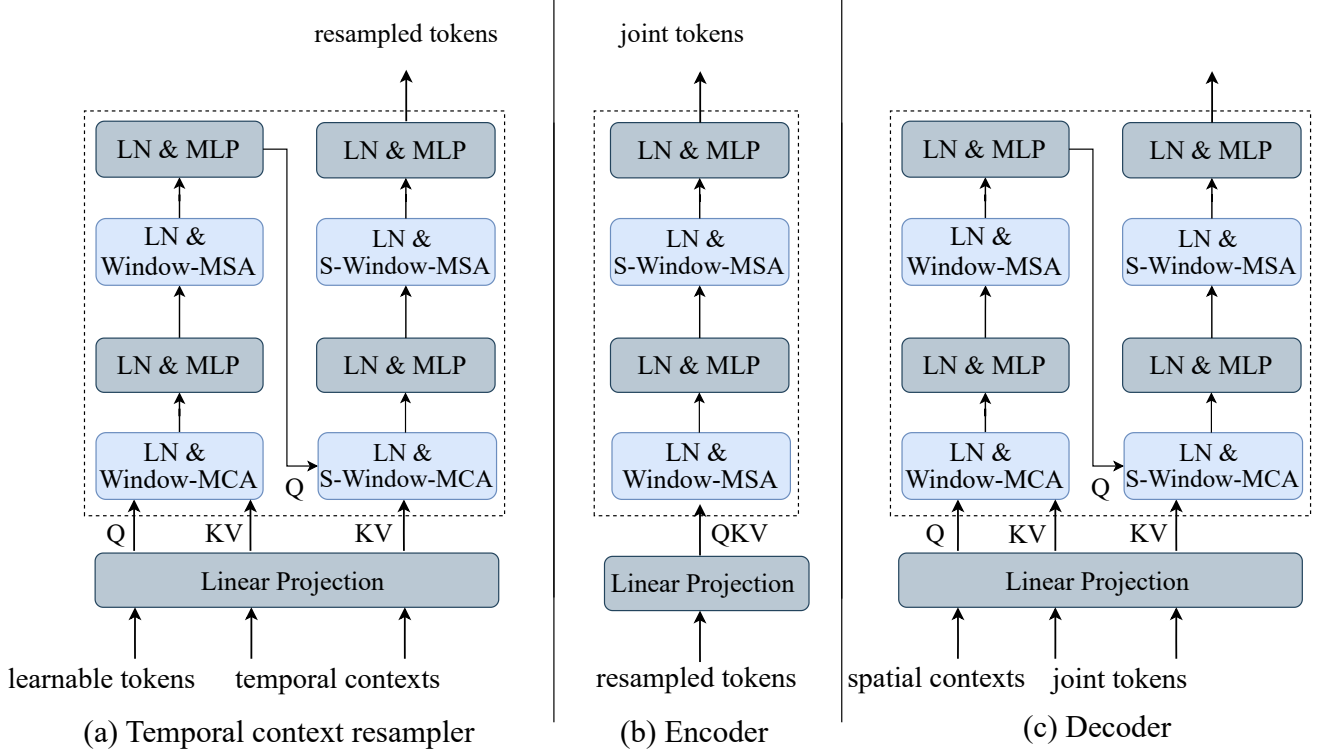 resampled tokens
LN & MLP
LN & MLP
LN &
Window-MSA
LN &
S-Window-MSA
LN & MLP
LN & MLP
LN &
Window-MCA
LN &
S-Window-MCA
Q
Q
KV
KV
Linear Projection
learnable tokens
temporal contexts
(a) Temporal context resampler
joint tokens
LN & MLP
LN &
S-Window-MSA
LN & MLP
LN &
Window-MSA
QKV
Linear Projection
resampled tokens
(b) Encoder
LN & MLP
LN & MLP
LN &
Window-MSA
LN &
S-Window-MSA
LN & MLP
LN & MLP
LN &
Window-MCA
LN &
S-Window-MCA
Q
Q
KV
KV
Linear Projection
spatial contexts
joint tokens
(c) Decoder